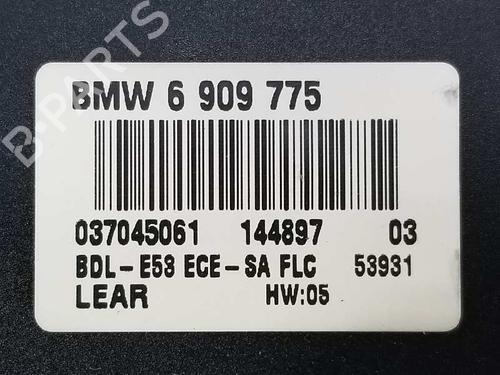 BMW 6 909 775
037045061 144897 03
BDL-E53 ECE-SA FLC 53931
LEAR HW:05
B-PARTS